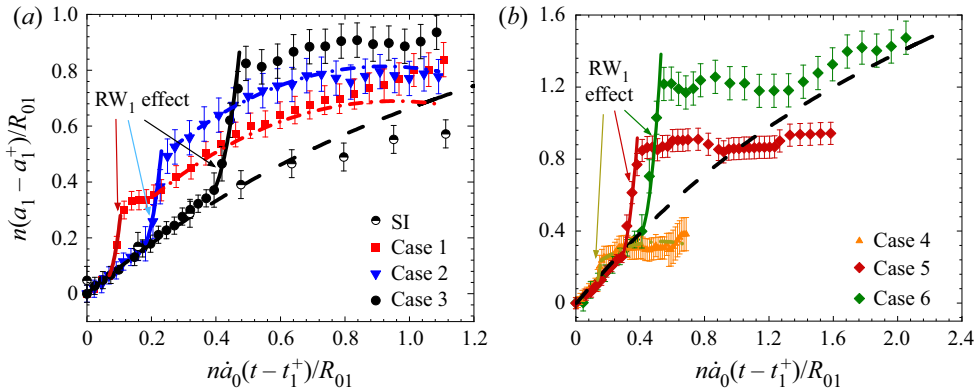 (a)
1.0
0.8
0.6
0.4
0.2
0
n(a₁ – a₁⁺)/R₀₁
RW₁ effect
SI
Case 1
Case 2
Case 3
0 0.2 0.4 0.6 0.8 1.0 1.2
nȧ₀(t – t₁⁺)/R₀₁
(b)
1.6
1.2
0.8
0.4
0
RW₁
effect
Case 4
Case 5
Case 6
0 0.4 0.8 1.2 1.6 2.0 2.4
nȧ₀(t – t₁⁺)/R₀₁